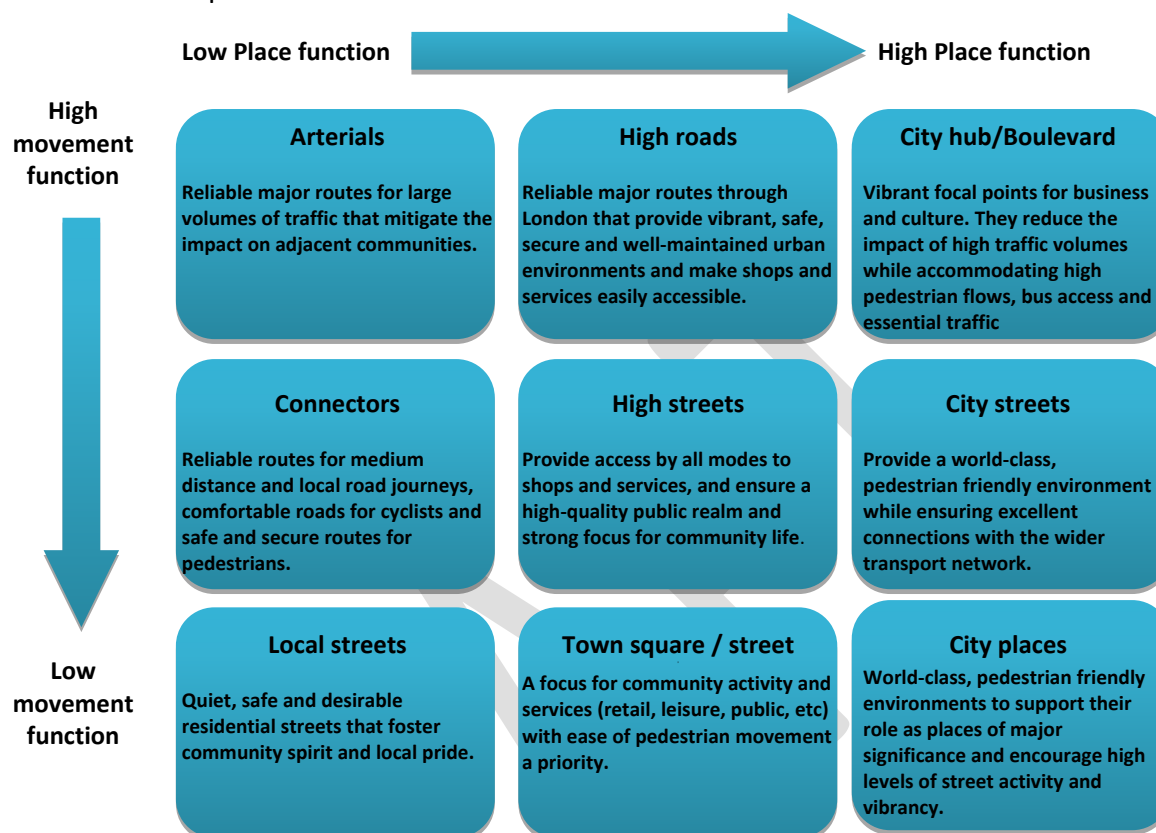 Low Place function
High Place function
High
movement
function
Arterials
Reliable major routes for large
volumes of traffic that mitigate the
impact on adjacent communities.
High roads
Reliable major routes through
London that provide vibrant, safe,
secure and well-maintained urban
environments and make shops and
services easily accessible.
City hub/Boulevard
Vibrant focal points for business
and culture. They reduce the
impact of high traffic volumes
while accommodating high
pedestrian flows, bus access and
essential traffic
Connectors
Reliable routes for medium
distance and local road journeys,
comfortable roads for cyclists and
safe and secure routes for
pedestrians.
High streets
Provide access by all modes to
shops and services, and ensure a
high-quality public realm and
strong focus for community life.
City streets
Provide a world-class,
pedestrian friendly environment
while ensuring excellent
connections with the wider
transport network.
Low
movement
function
Local streets
Quiet, safe and desirable
residential streets that foster
community spirit and local pride.
Town square / street
A focus for community activity and
services (retail, leisure, public, etc)
with ease of pedestrian movement
a priority.
City places
World-class, pedestrian friendly
environments to support their
role as places of major
significance and encourage high
levels of street activity and
vibrancy.